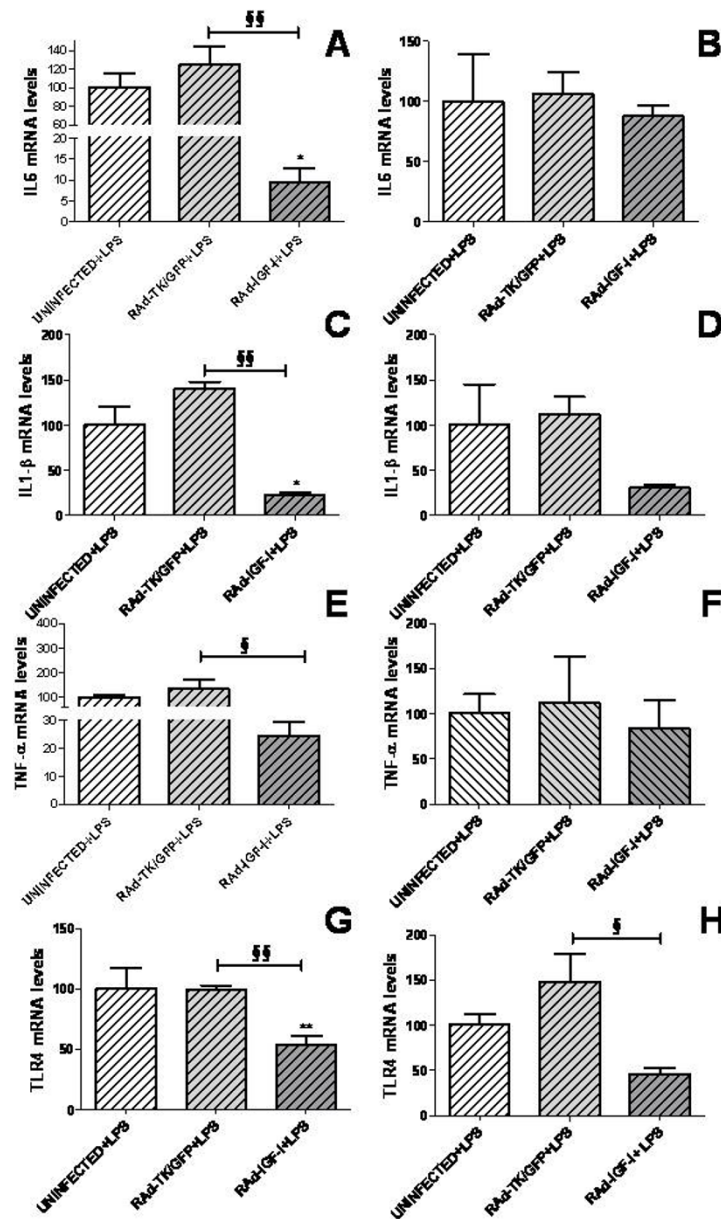 §§
A
IL6 mRNA levels
140
120
100
80
60
20
15
10
5
0
*
UNINFECTED+LPS
RAd-TK/GFP+LPS
RAd-IGF-I+LPS
B
IL6 mRNA levels
150
100
50
0
UNINFECTED+LPS
RAd-TK/GFP+LPS
RAd-IGF-I+LPS
C
§§
IL1-β mRNA levels
200
150
100
50
0
*
UNINFECTED+LPS
RAd-TK/GFP+LPS
RAd-IGF-I+LPS
D
IL1-β mRNA levels
200
150
100
50
0
UNINFECTED+LPS
RAd-TK/GFP+LPS
RAd-IGF-I+LPS
E
§
TNF-α mRNA levels
400
300
200
100
30
20
10
0
UNINFECTED+LPS
RAd-TK/GFP+LPS
RAd-IGF-I+LPS
F
TNF-α mRNA levels
200
150
100
50
0
UNINFECTED+LPS
RAd-TK/GFP+LPS
RAd-IGF-I+LPS
G
§§
TLR4 mRNA levels
150
100
50
0
**
UNINFECTED+LPS
RAd-TK/GFP+LPS
RAd-IGF-I+LPS
H
§
TLR4 mRNA levels
200
150
100
50
0
UNINFECTED+LPS
RAd-TK/GFP+LPS
RAd-IGF-I+LPS